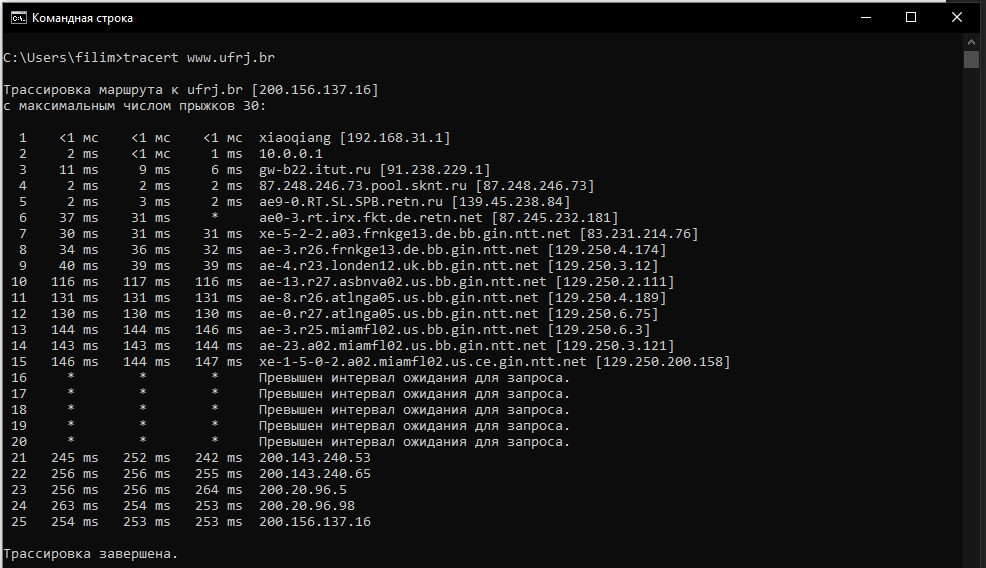 Командная строка
C:\Users\filim>tracert www.ufrj.br
Трассировка маршрута к ufrj.br [200.156.137.16]
с максимальным числом прыжков 30:
1 <1 мс <1 мс <1 мс xiaoqiang [192.168.31.1]
2 2 ms <1 мс 1 ms 10.0.0.1
3 11 ms 9 ms 6 ms gw-b22.itut.ru [91.238.229.1]
4 2 ms 2 ms 2 ms 87.248.246.73.pool.sknt.ru [87.248.246.73]
5 2 ms 3 ms 2 ms ae9-0.RT.SL.SPB.retn.ru [139.45.238.84]
6 37 ms 31 ms * ae0-3.rt.irx.fkt.de.retn.net [87.245.232.181]
7 30 ms 31 ms 31 ms xe-5-2-2.a03.frnkge13.de.bb.gin.ntt.net [83.231.214.76]
8 34 ms 36 ms 32 ms ae-3.r26.frnkge13.de.bb.gin.ntt.net [129.250.4.174]
9 40 ms 39 ms 39 ms ae-4.r23.londen12.uk.bb.gin.ntt.net [129.250.3.12]
10 116 ms 117 ms 116 ms ae-13.r27.asbnva02.us.bb.gin.ntt.net [129.250.2.111]
11 131 ms 131 ms 131 ms ae-8.r26.atlnga05.us.bb.gin.ntt.net [129.250.4.189]
12 130 ms 130 ms 130 ms ae-0.r27.atlnga05.us.bb.gin.ntt.net [129.250.6.75]
13 144 ms 144 ms 146 ms ae-3.r25.miamfl02.us.bb.gin.ntt.net [129.250.6.3]
14 143 ms 143 ms 144 ms ae-23.a02.miamfl02.us.bb.gin.ntt.net [129.250.3.121]
15 146 ms 144 ms 147 ms xe-1-5-0-2.a02.miamfl02.us.ce.gin.ntt.net [129.250.200.158]
16 * * * Превышен интервал ожидания для запроса.
17 * * * Превышен интервал ожидания для запроса.
18 * * * Превышен интервал ожидания для запроса.
19 * * * Превышен интервал ожидания для запроса.
20 * * * Превышен интервал ожидания для запроса.
21 245 ms 252 ms 242 ms 200.143.240.53
22 256 ms 256 ms 255 ms 200.143.240.65
23 256 ms 256 ms 264 ms 200.20.96.5
24 263 ms 254 ms 253 ms 200.20.96.98
25 254 ms 253 ms 253 ms 200.156.137.16
Трассировка завершена.